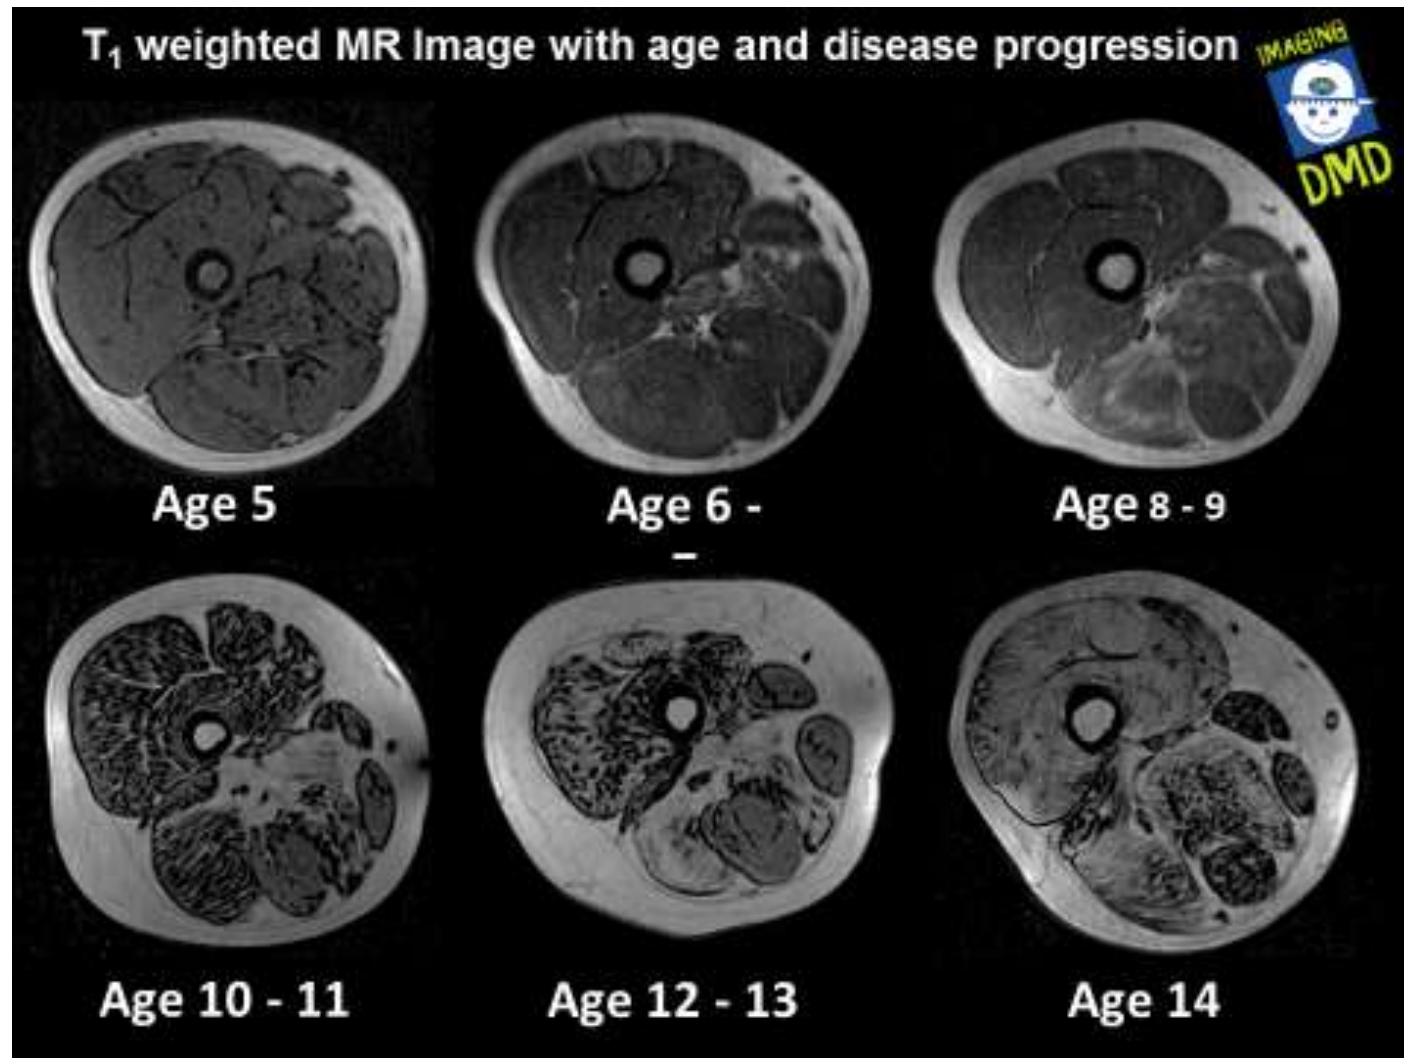 T₁ weighted MR Image with age and disease progression
IMAGING
DMD
Age 5
Age 6 -
–
Age 8 - 9
Age 10 - 11
Age 12 - 13
Age 14